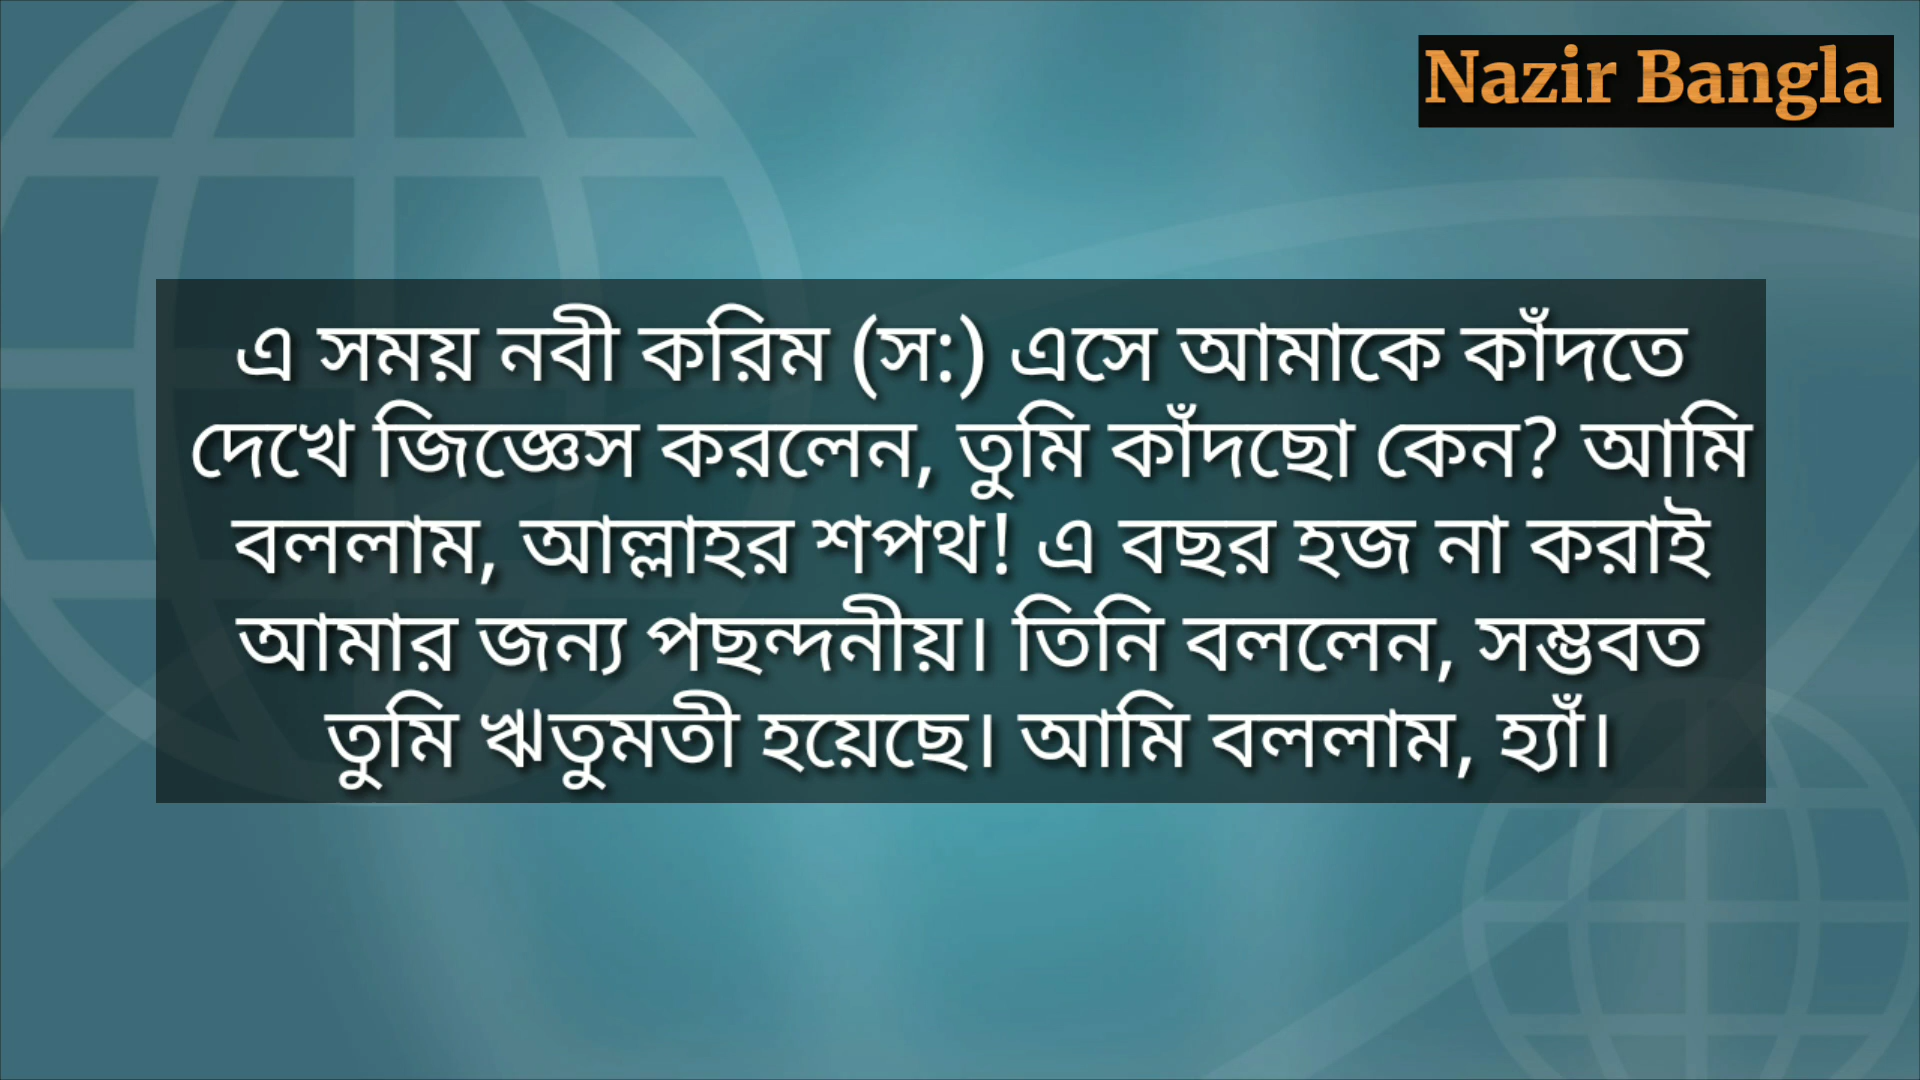 Nazir Bangla
এ সময় নবী করিম (স:) এসে আমাকে কাঁদতে
দেখে জিজ্ঞেস করলেন, তুমি কাঁদছো কেন? আমি
বললাম, আল্লাহর শপথ! এ বছর হজ না করাই
আমার জন্য পছন্দনীয়। তিনি বললেন, সম্ভবত
তুমি ঋতুমতী হয়েছে। আমি বললাম, হ্যাঁ।